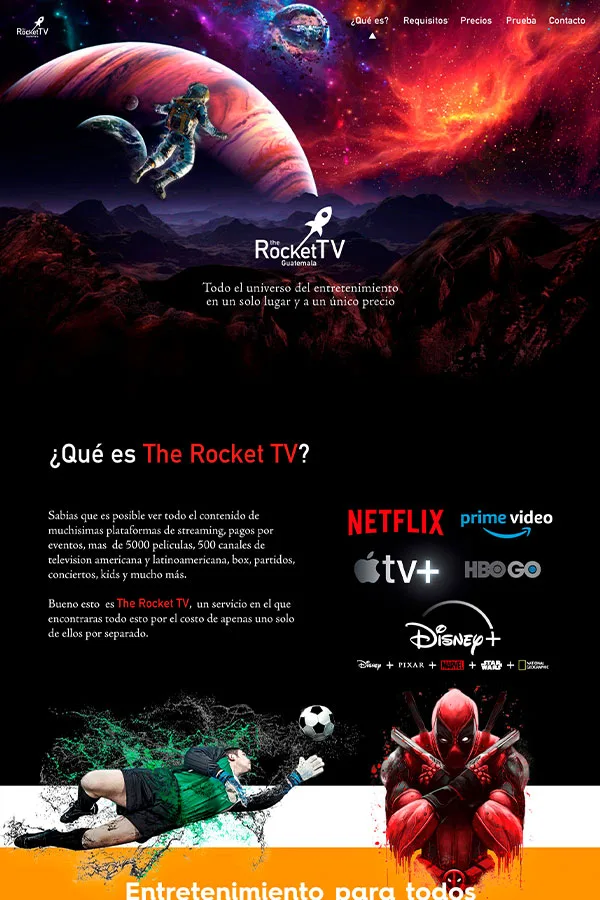 the
RocketTV
¿Qué es? Requisitos Precios Prueba Contacto
the
RocketTV
Guatemala
Todo el universo del entretenimiento
en un solo lugar y a un único precio
¿Qué es The Rocket TV?
Sabias que es posible ver todo el contenido de
muchisimas plataformas de streaming, pagos por
eventos, mas de 5000 peliculas, 500 canales de
television americana y latinoamericana, box, partidos,
conciertos, kids y mucho más.
Bueno esto es The Rocket TV, un servicio en el que
encontraras todo esto por el costo de apenas uno solo
de ellos por separado.
NETFLIX prime video
tv+ HBO GO
Disney+
Disney + PIXAR + MARVEL + STAR WARS + NATIONAL GEOGRAPHIC
Entretenimiento para todos